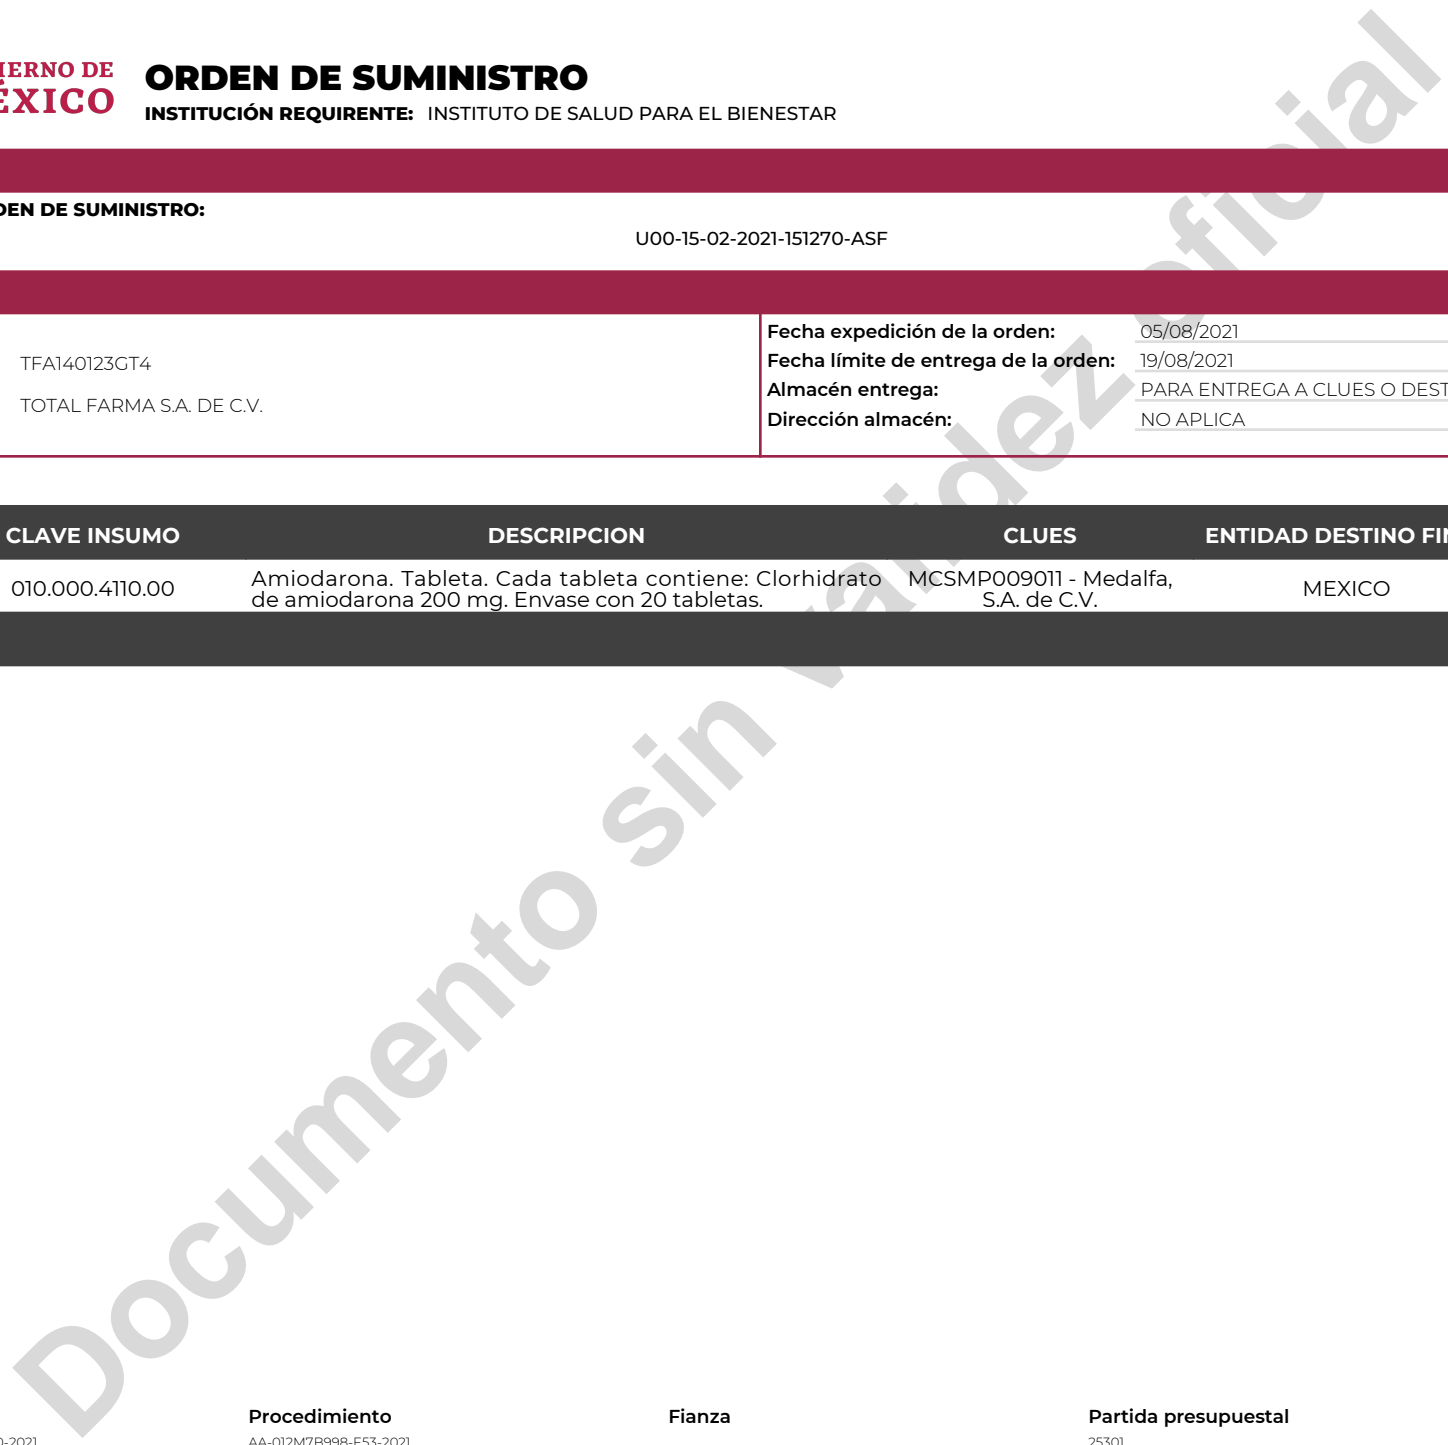 IERNO DE
ÉXICO
ORDEN DE SUMINISTRO
INSTITUCIÓN REQUIRENTE: INSTITUTO DE SALUD PARA EL BIENESTAR
DEN DE SUMINISTRO:
U00-15-02-2021-151270-ASF
TFA140123GT4
TOTAL FARMA S.A. DE C.V.
Fecha expedición de la orden: 05/08/2021
Fecha límite de entrega de la orden: 19/08/2021
Almacén entrega: PARA ENTREGA A CLUES O DEST
Dirección almacén: NO APLICA
CLAVE INSUMO DESCRIPCION CLUES ENTIDAD DESTINO FIN
010.000.4110.00 Amiodarona. Tableta. Cada tableta contiene: Clorhidrato MCSMP009011 - Medalfa, MEXICO
de amiodarona 200 mg. Envase con 20 tabletas. S.A. de C.V.
Documento sin validez oficial
Procedimiento Fianza Partida presupuestal
0-2021 AA-012M7B998-E53-2021 25301